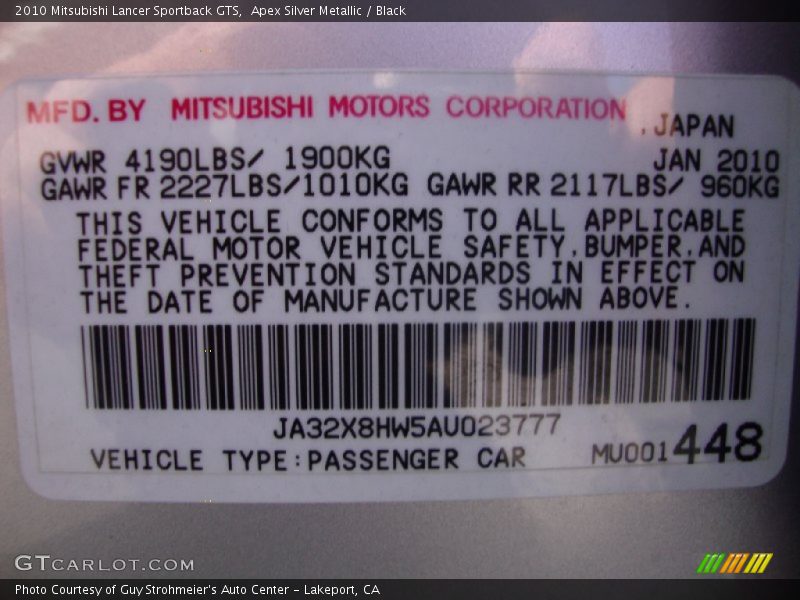 2010 Mitsubishi Lancer Sportback GTS, Apex Silver Metallic / Black
MFD. BY MITSUBISHI MOTORS CORPORATION
, JAPAN
GVWR 4190LBS/ 1900KG JAN 2010
GAWR FR 2227LBS/1010KG GAWR RR 2117LBS/ 960KG
THIS VEHICLE CONFORMS TO ALL APPLICABLE
FEDERAL MOTOR VEHICLE SAFETY,BUMPER,AND
THEFT PREVENTION STANDARDS IN EFFECT ON
THE DATE OF MANUFACTURE SHOWN ABOVE.
JA32X8HW5AU023777
VEHICLE TYPE:PASSENGER CAR MU001448
GTCARLOT.COM
Photo Courtesy of Guy Strohmeier's Auto Center - Lakeport, CA